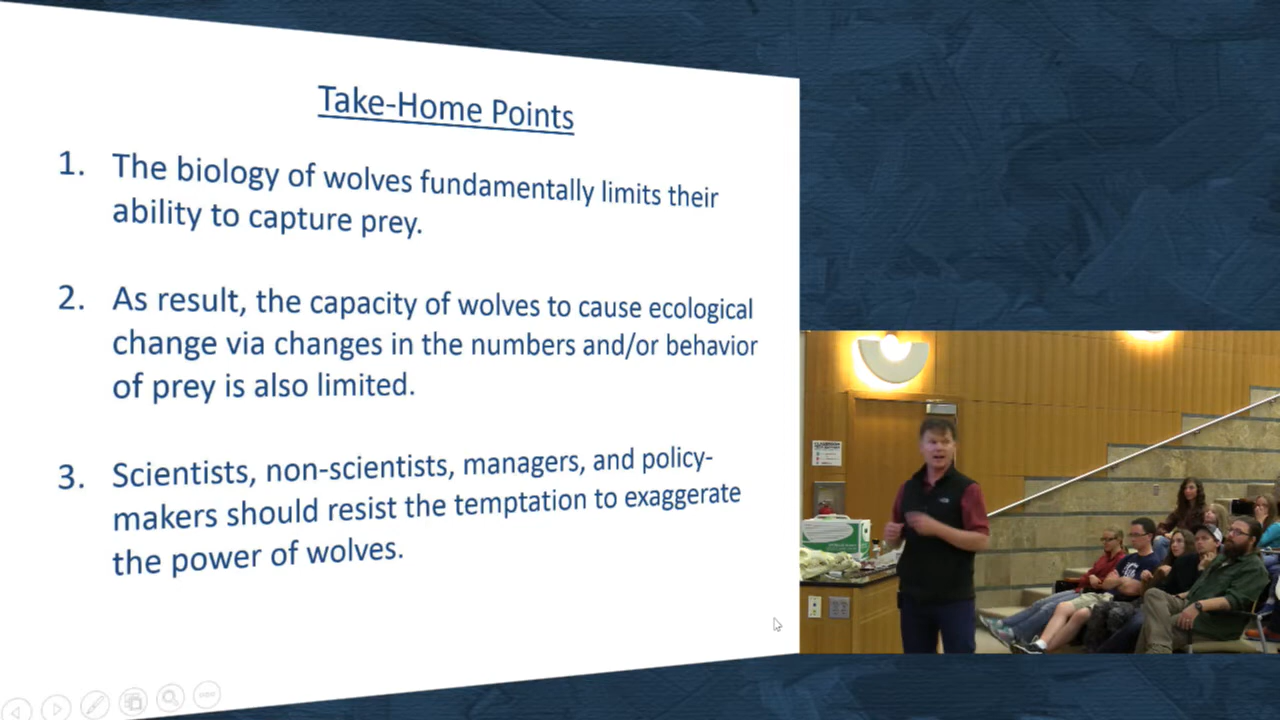 Take-Home Points
1. The biology of wolves fundamentally limits their
ability to capture prey.
2. As result, the capacity of wolves to cause ecological
change via changes in the numbers and/or behavior
of prey is also limited.
3. Scientists, non-scientists, managers, and policy-
makers should resist the temptation to exaggerate
the power of wolves.